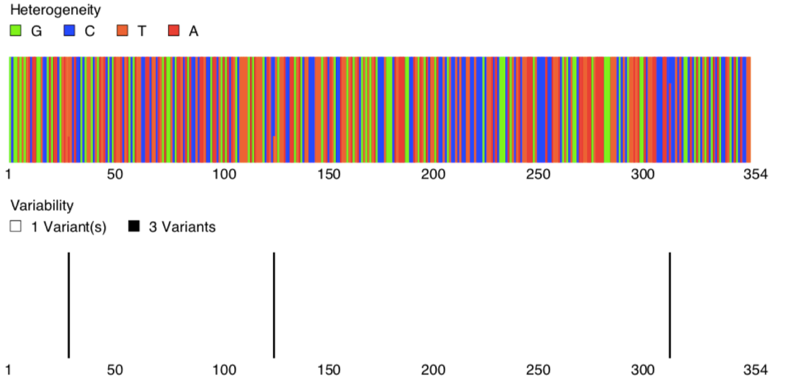 Heterogeneity
G C T A
1 50 100 150 200 250 300 354
Variability
1 Variant(s) 3 Variants
1 50 100 150 200 250 300 354